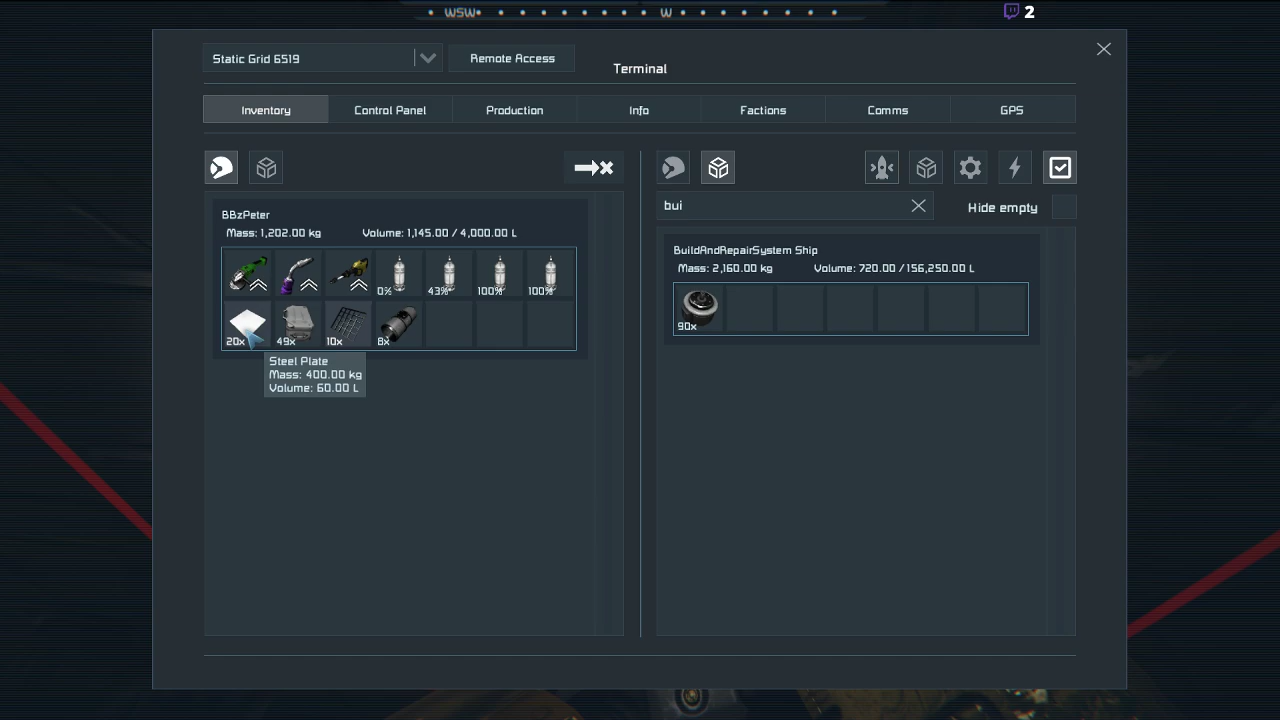 WSW
W
2
Static Grid 6519
Remote Access
Terminal
Inventory
Control Panel
Production
Info
Factions
Comms
GPS
bui
Hide empty
BBzPeter
Mass: 1,202.00 kg
Volume: 1,145.00 / 4,000.00 L
0%
43%
100%
100%
20x
49x
10x
8x
Steel Plate
Mass: 400.00 kg
Volume: 60.00 L
BuildAndRepairSystem Ship
Mass: 2,160.00 kg
Volume: 720.00 / 156,250.00 L
90x